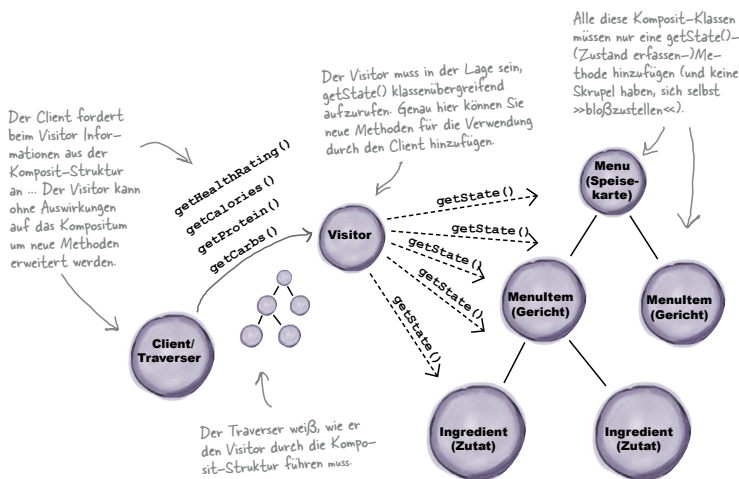 Alle diese Komposit-Klassen
müssen nur eine getState()-
(Zustand erfassen-)Me-
thode hinzufügen (und keine
Skrupel haben, sich selbst
>>bloßzustellen<<).
Der Visitor muss in der Lage sein,
getState() klassenübergreifend
aufzurufen. Genau hier können Sie
neue Methoden für die Verwendung
durch den Client hinzufügen.
Der Client fordert
beim Visitor Infor-
mationen aus der
Komposit-Struktur
an ... Der Visitor kann
ohne Auswirkungen
auf das Kompositum
um neue Methoden
erweitert werden.
getHealthRating()
getCalories()
getProtein()
getCarbs()
Visitor
getState()
getState()
getState()
getState()
getState()
Menu
(Speise-
karte)
MenuItem
(Gericht)
MenuItem
(Gericht)
Client/
Traverser
Ingredient
(Zutat)
Ingredient
(Zutat)
Der Traverser weiß, wie er
den Visitor durch die Kompo-
sit-Struktur führen muss.